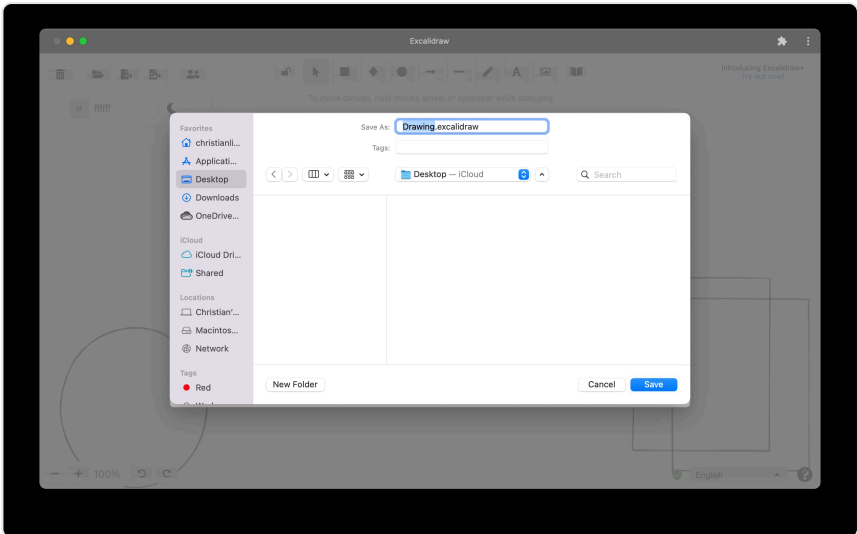 Excalidraw
Introducing Excalidraw+
Try out now!
A
To move canvas, hold mouse wheel or spacebar while dragging
# ffffff
Save As: Drawing.excalidraw
Tags:
Desktop — iCloud
Search
Favorites
christianli...
Applicati...
Desktop
Downloads
OneDrive...
iCloud
iCloud Dri...
Shared
Locations
Christian'...
Macintos...
Network
Tags
Red
New Folder
Cancel
Save
100%
English
?